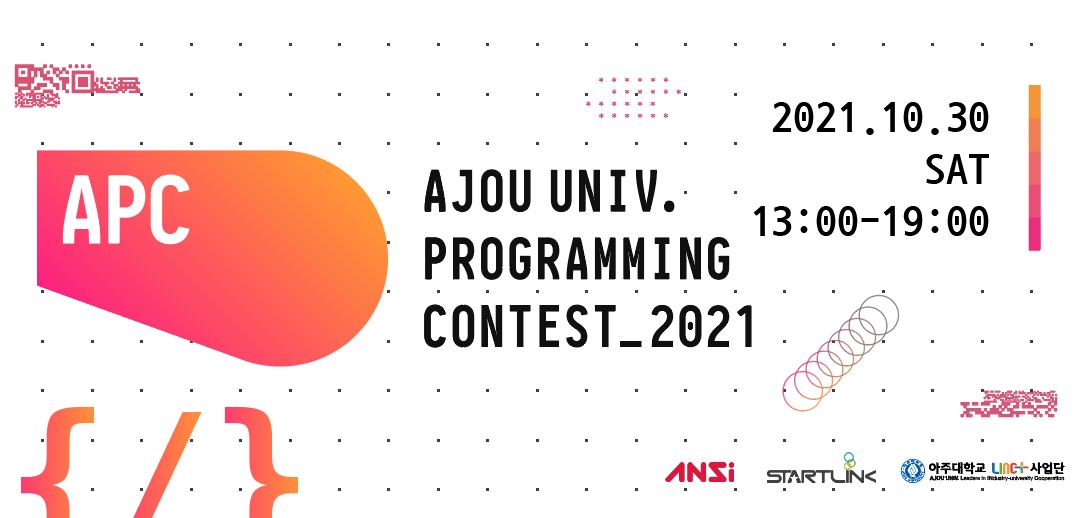 APC
AJOU UNIV.
PROGRAMMING
CONTEST_2021
2021.10.30
SAT
13:00-19:00
{/}
ANSi
STARTLINK
아주대학교 LINC+ 사업단
AJOU UNIV. Leaders in INdustry-university Cooperation